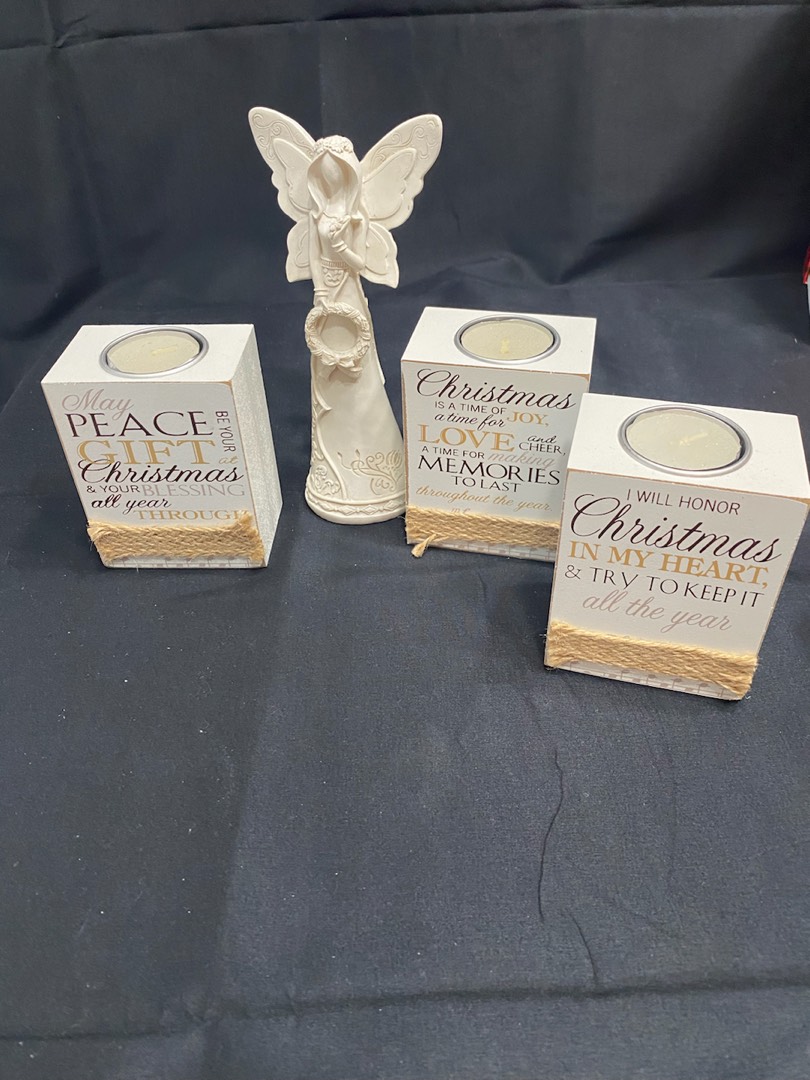 May
PEACE BE YOUR
GIFT at
Christmas
& YOUR BLESSING
all year
THROUGH
Christmas
IS A TIME OF JOY,
a time for
LOVE and CHEER,
A TIME FOR making
MEMORIES
TO LAST
throughout the year.
I WILL HONOR
Christmas
IN MY HEART,
& TRY TO KEEP IT
all the year